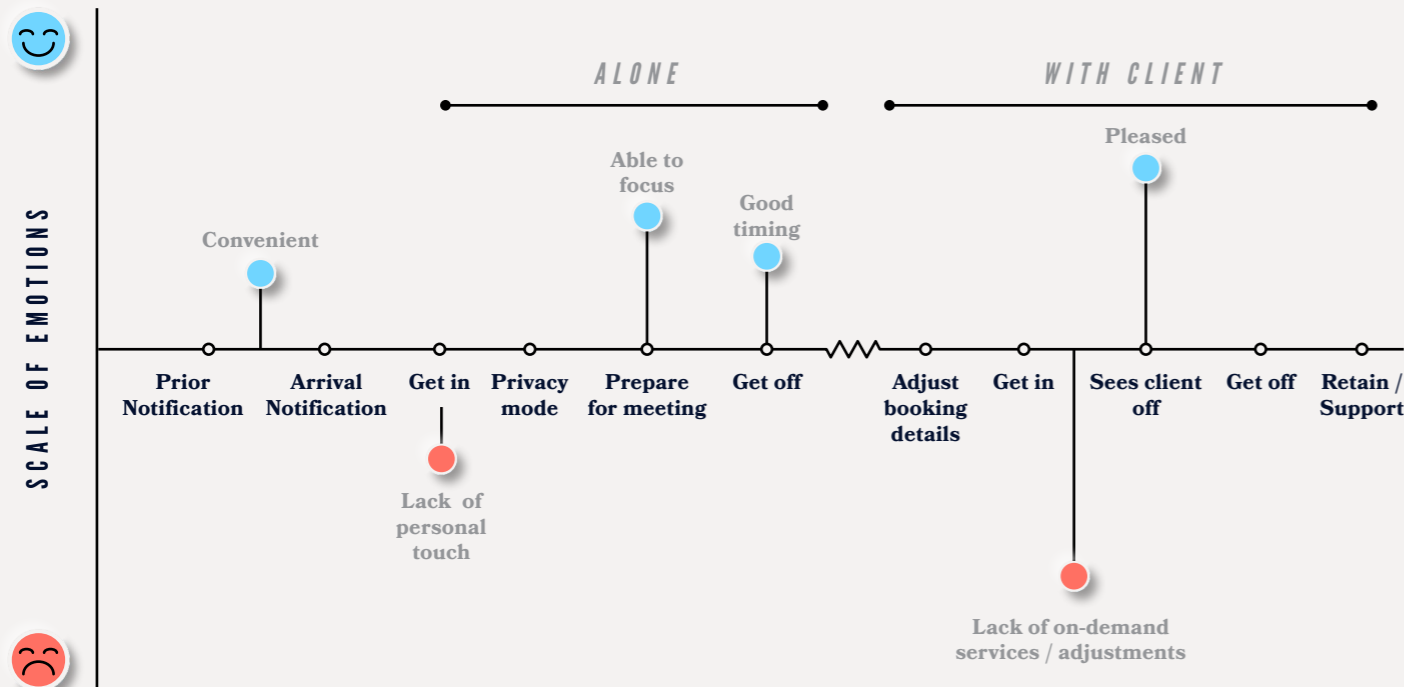 SCALE OF EMOTIONS
ALONE
WITH CLIENT
Convenient
Able to
focus
Good
timing
Pleased
Prior
Notification
Arrival
Notification
Get in
Privacy
mode
Prepare
for meeting
Get off
Adjust
booking
details
Get in
Sees client
off
Get off
Retain /
Support
Lack of
personal
touch
Lack of on-demand
services / adjustments